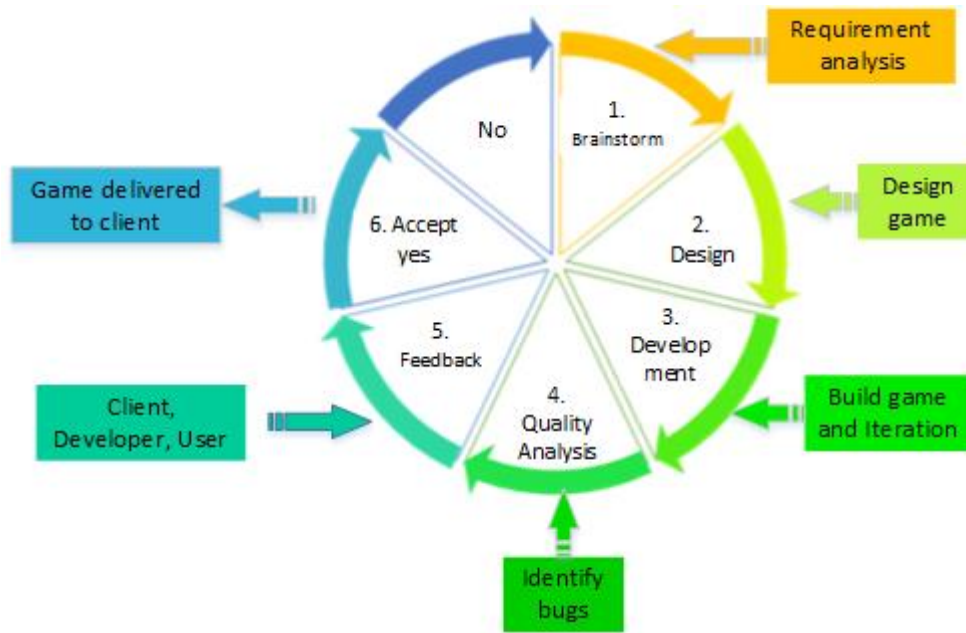 Requirement
analysis
1.
Brainstorm
No
Game delivered
to client
Design
game
6. Accept
yes
2.
Design
5.
Feedback
3.
Develop
ment
Client,
Developer, User
4.
Quality
Analysis
Build game
and Iteration
Identify
bugs